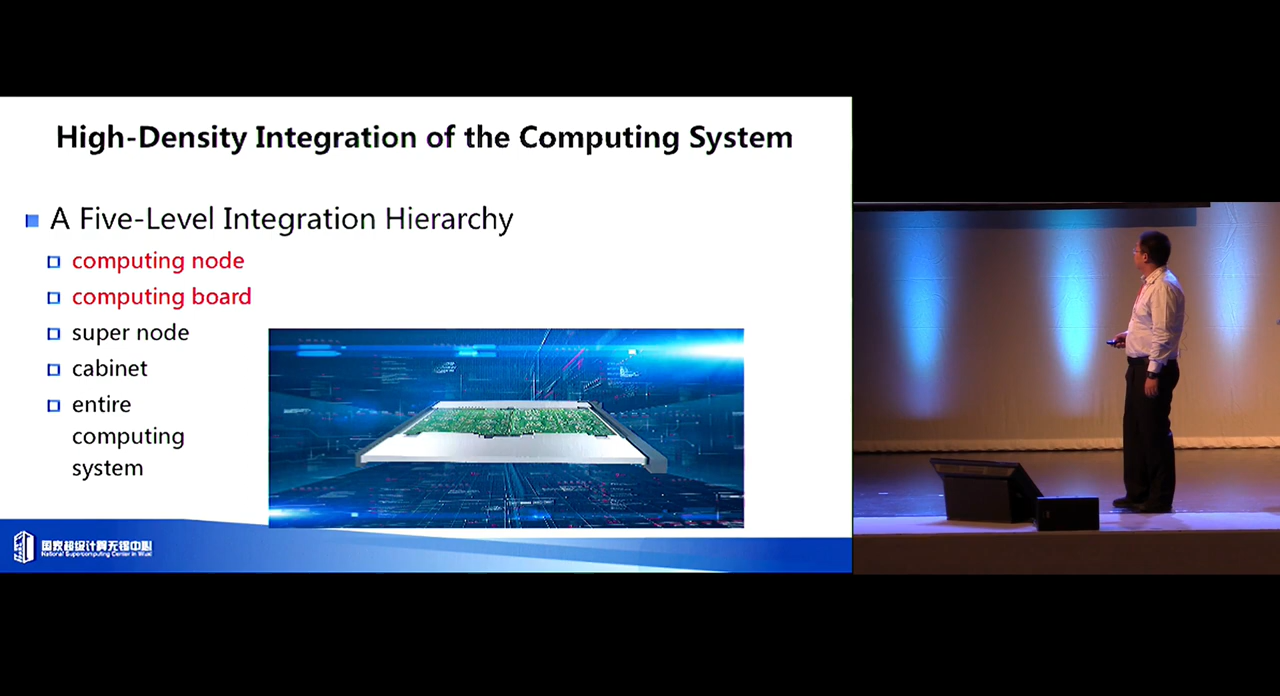 High-Density Integration of the Computing System
A Five-Level Integration Hierarchy
computing node
computing board
super node
cabinet
entire
computing
system
国家超级计算无锡中心
National Supercomputing Center in Wuxi